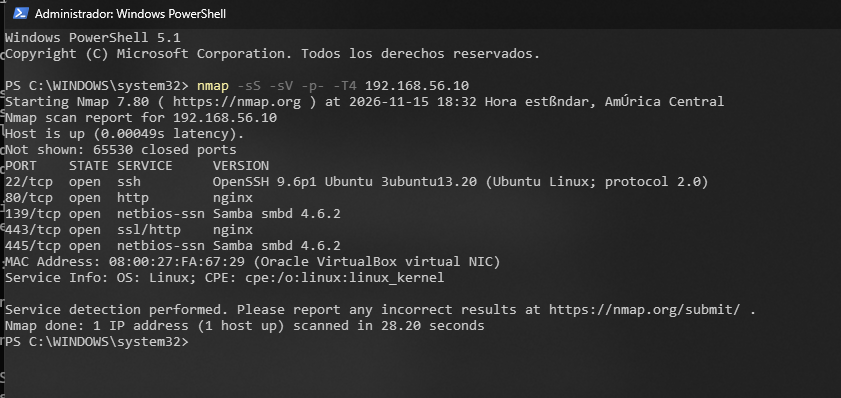 Administrador: Windows PowerShell
Windows PowerShell 5.1
Copyright (C) Microsoft Corporation. Todos los derechos reservados.
PS C:\WINDOWS\system32> nmap -sS -sV -p- -T4 192.168.56.10
Starting Nmap 7.80 ( https://nmap.org ) at 2026-11-15 18:32 Hora estßndar, AmÚrica Central
Nmap scan report for 192.168.56.10
Host is up (0.00049s latency).
Not shown: 65530 closed ports
PORT    STATE SERVICE     VERSION
22/tcp  open  ssh         OpenSSH 9.6p1 Ubuntu 3ubuntu13.20 (Ubuntu Linux; protocol 2.0)
80/tcp  open  http        nginx
139/tcp open  netbios-ssn Samba smbd 4.6.2
443/tcp open  ssl/http    nginx
445/tcp open  netbios-ssn Samba smbd 4.6.2
MAC Address: 08:00:27:FA:67:29 (Oracle VirtualBox virtual NIC)
Service Info: OS: Linux; CPE: cpe:/o:linux:linux_kernel
Service detection performed. Please report any incorrect results at https://nmap.org/submit/ .
Nmap done: 1 IP address (1 host up) scanned in 28.20 seconds
PS C:\WINDOWS\system32>